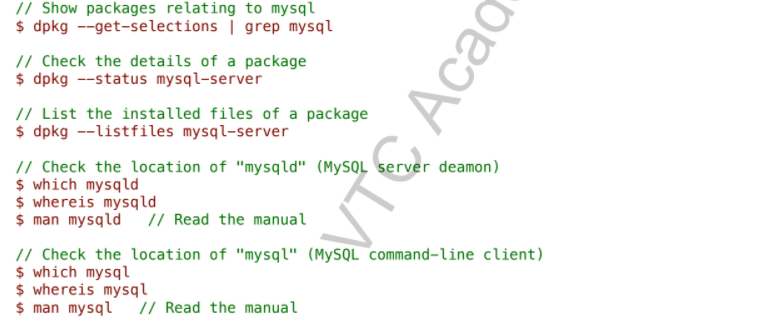 // Show packages relating to mysql
$ dpkg --get-selections | grep mysql
// Check the details of a package
$ dpkg --status mysql-server
// List the installed files of a package
$ dpkg --listfiles mysql-server
// Check the location of "mysqld" (MySQL server deamon)
$ which mysqld
$ whereis mysqld
$ man mysqld   // Read the manual
// Check the location of "mysql" (MySQL command-line client)
$ which mysql
$ whereis mysql
$ man mysql   // Read the manual
VTC Acad